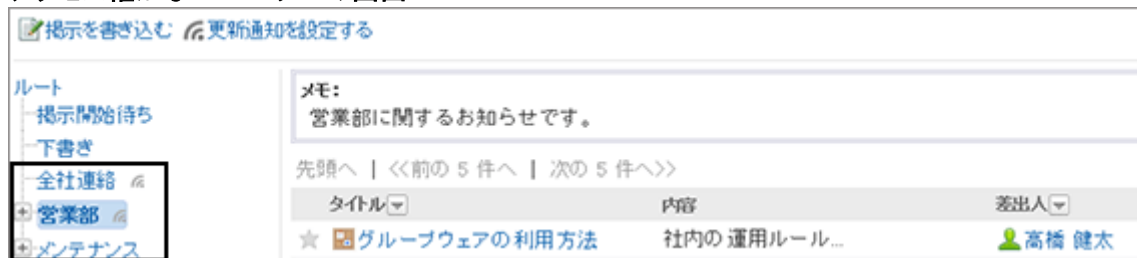 掲示を書き込む 更新通知を設定する
ルート
掲示開始待ち
下書き
全社連絡
営業部
メンテナンス
メモ:
営業部に関するお知らせです。
先頭へ | <<前の 5 件へ | 次の 5 件へ>>
タイトル 内容 差出人
グループウェアの利用方法 社内の 運用ルール... 高橋 健太